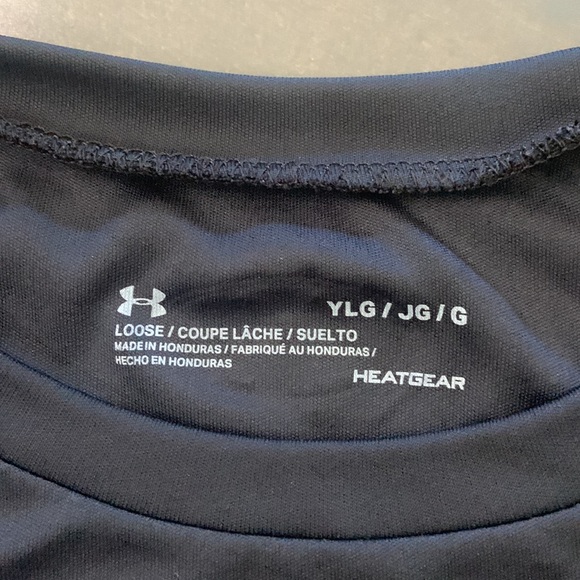 YLG / JG / G
LOOSE / COUPE LÂCHE / SUELTO
MADE IN HONDURAS / FABRIQUÉ AU HONDURAS /
HECHO EN HONDURAS
HEATGEAR